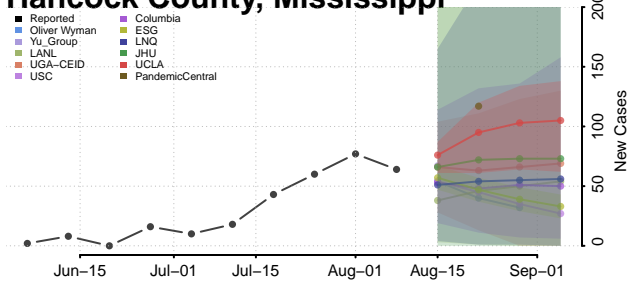 Hancock County, Mississippi
Reported
Oliver Wyman
Yu_Group
LANL
UGA−CEID
USC
Columbia
ESG
LNQ
JHU
UCLA
PandemicCentral
0
50
100
150
200
New Cases
Jun−15
Jul−01
Jul−15
Aug−01
Aug−15
Sep−01